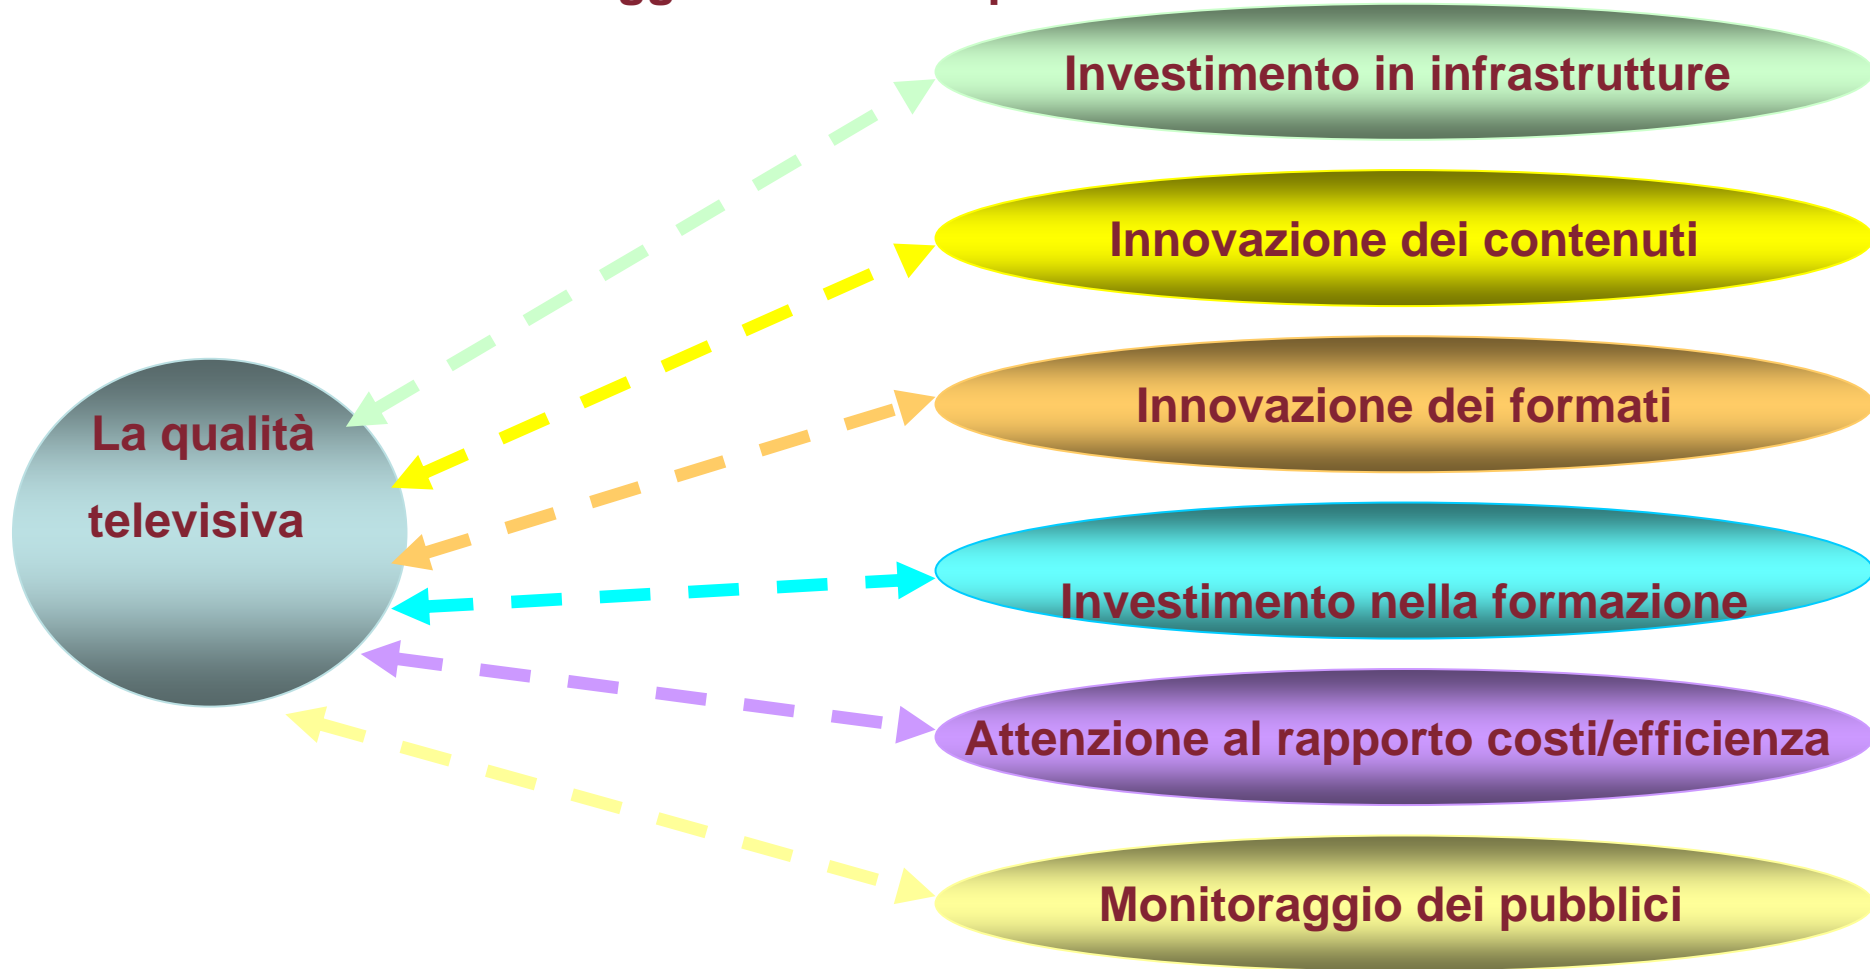 Investimento in infrastrutture
Innovazione dei contenuti
Innovazione dei formati
La qualità
televisiva
Investimento nella formazione
Attenzione al rapporto costi/efficienza
Monitoraggio dei pubblici